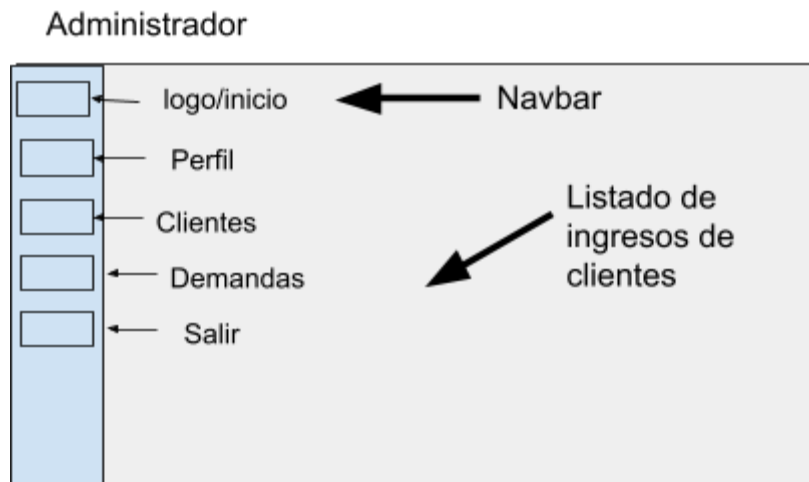 Administrador
logo/inicio
Navbar
Perfil
Clientes
Listado de
ingresos de
clientes
Demandas
Salir